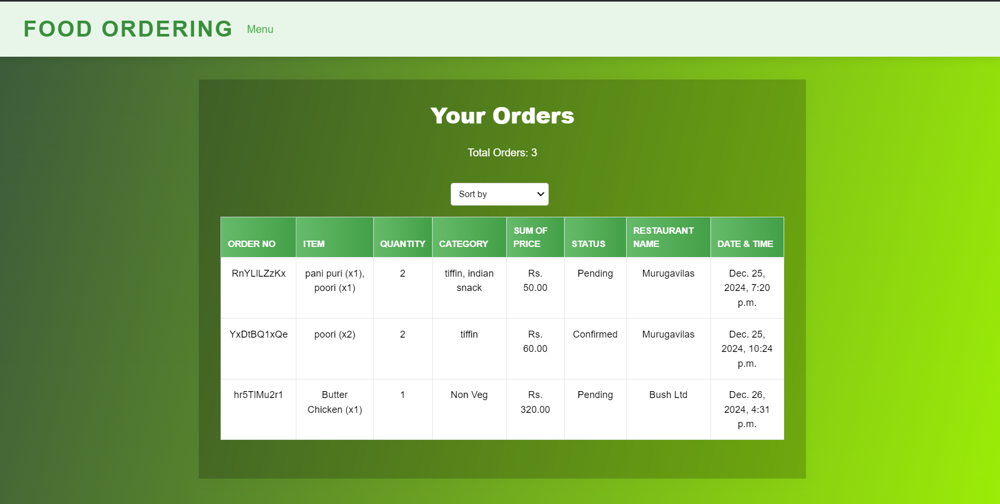 FOOD ORDERING Menu
Your Orders
Total Orders: 3
Sort by
ORDER NO ITEM QUANTITY CATEGORY SUM OF PRICE STATUS RESTAURANT NAME DATE & TIME
RnYLlLZzKx pani puri (x1), poori (x1) 2 tiffin, indian snack Rs. 50.00 Pending Murugavilas Dec. 25, 2024, 7:20 p.m.
YxDtBQ1xQe poori (x2) 2 tiffin Rs. 60.00 Confirmed Murugavilas Dec. 25, 2024, 10:24 p.m.
hr5TlMu2r1 Butter Chicken (x1) 1 Non Veg Rs. 320.00 Pending Bush Ltd Dec. 26, 2024, 4:31 p.m.